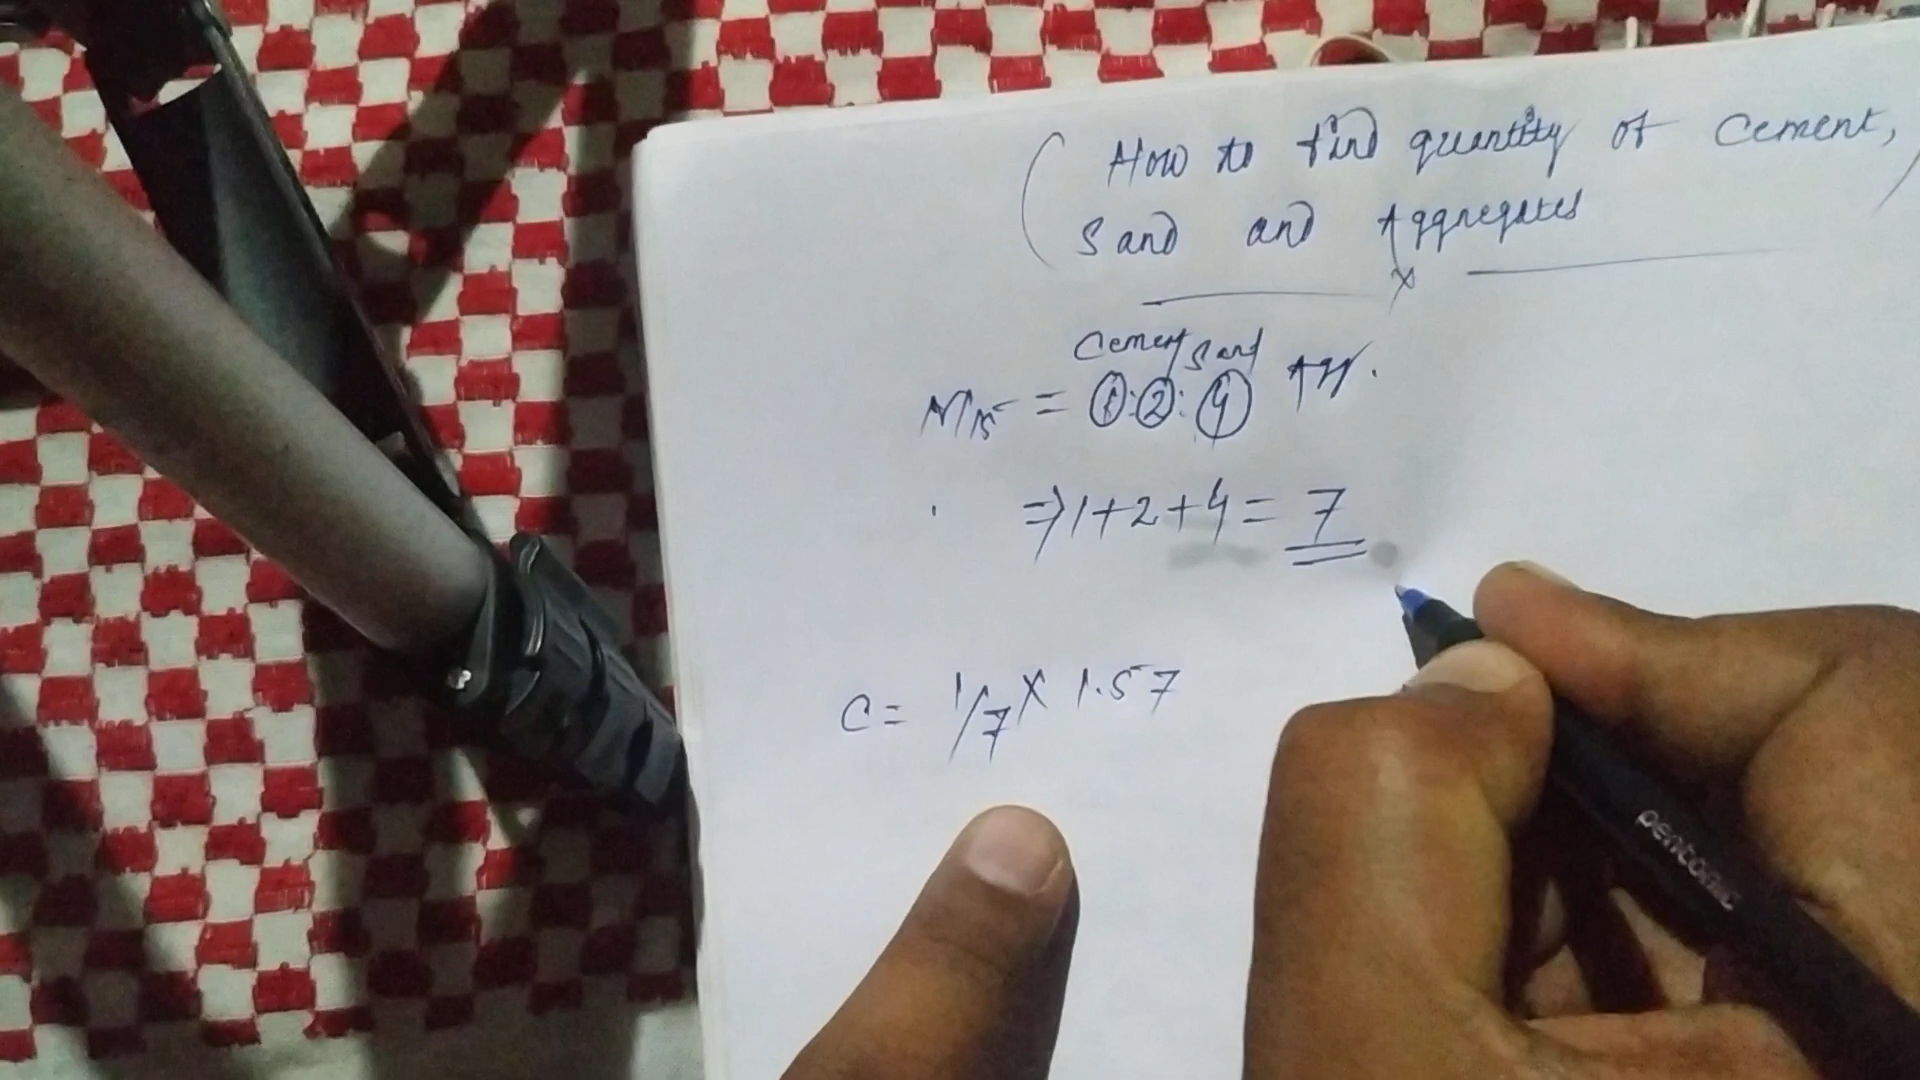 ( How to find quantity of Cement,
Sand and Aggregates )
x
Cement Sand
M15 = 1:2:4 Agg.
⇒ 1+2+4 = 7
C = 1/7 x 1.57
pentonic